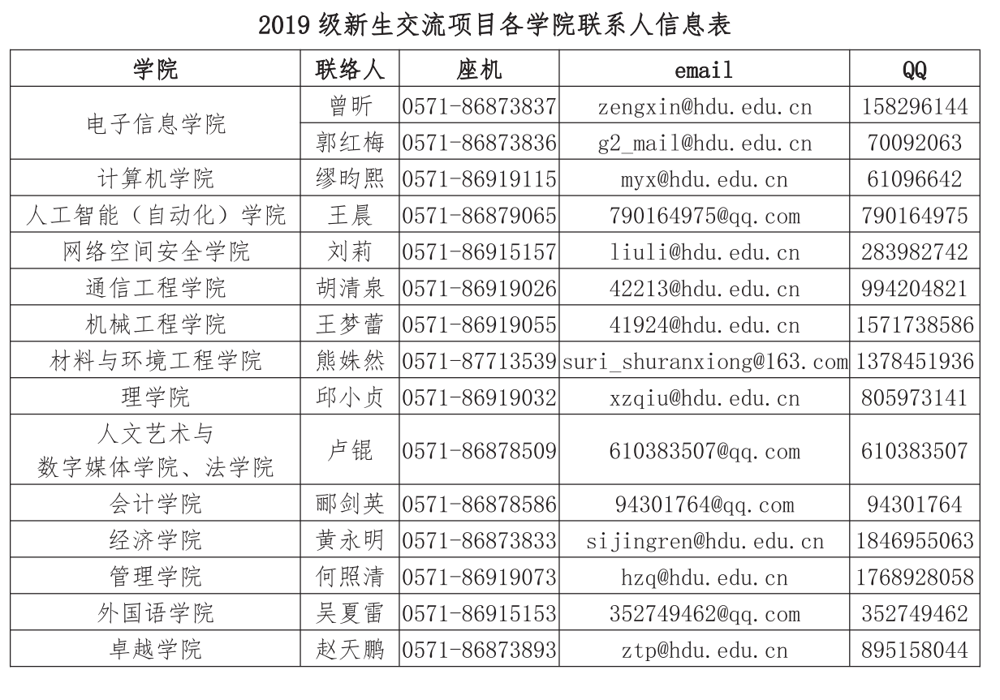 2019 级新生交流项目各学院联系人信息表
学院 联络人 座机 email QQ
电子信息学院 曾昕 0571-86873837 zengxin@hdu.edu.cn 158296144
郭红梅 0571-86873836 g2_mail@hdu.edu.cn 70092063
计算机学院 缪昀熙 0571-86919115 myx@hdu.edu.cn 61096642
人工智能（自动化）学院 王晨 0571-86879065 790164975@qq.com 790164975
网络空间安全学院 刘莉 0571-86915157 liuli@hdu.edu.cn 283982742
通信工程学院 胡清泉 0571-86919026 42213@hdu.edu.cn 994204821
机械工程学院 王梦蕾 0571-86919055 41924@hdu.edu.cn 1571738586
材料与环境工程学院 熊姝然 0571-87713539 suri_shuranxiong@163.com 1378451936
理学院 邱小贞 0571-86919032 xzqiu@hdu.edu.cn 805973141
人文艺术与
数字媒体学院、法学院 卢锟 0571-86878509 610383507@qq.com 610383507
会计学院 郦剑英 0571-86878586 94301764@qq.com 94301764
经济学院 黄永明 0571-86873833 sijingren@hdu.edu.cn 1846955063
管理学院 何照清 0571-86919073 hzq@hdu.edu.cn 1768928058
外国语学院 吴夏雷 0571-86915153 352749462@qq.com 352749462
卓越学院 赵天鹏 0571-86873893 ztp@hdu.edu.cn 895158044